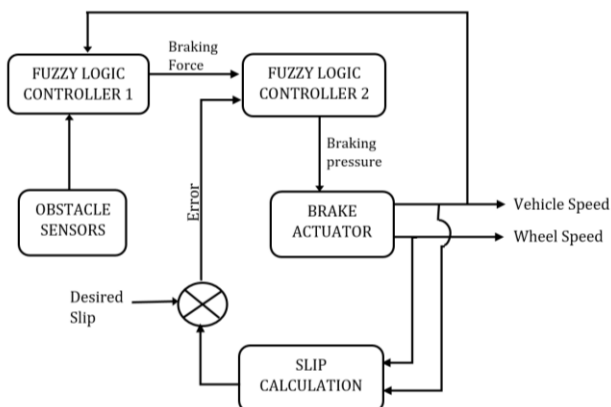 Braking
Force
FUZZY LOGIC
CONTROLLER 1
FUZZY LOGIC
CONTROLLER 2
Braking
pressure
OBSTACLE
SENSORS
Error
BRAKE
ACTUATOR
Vehicle Speed
Wheel Speed
Desired
Slip
SLIP
CALCULATION